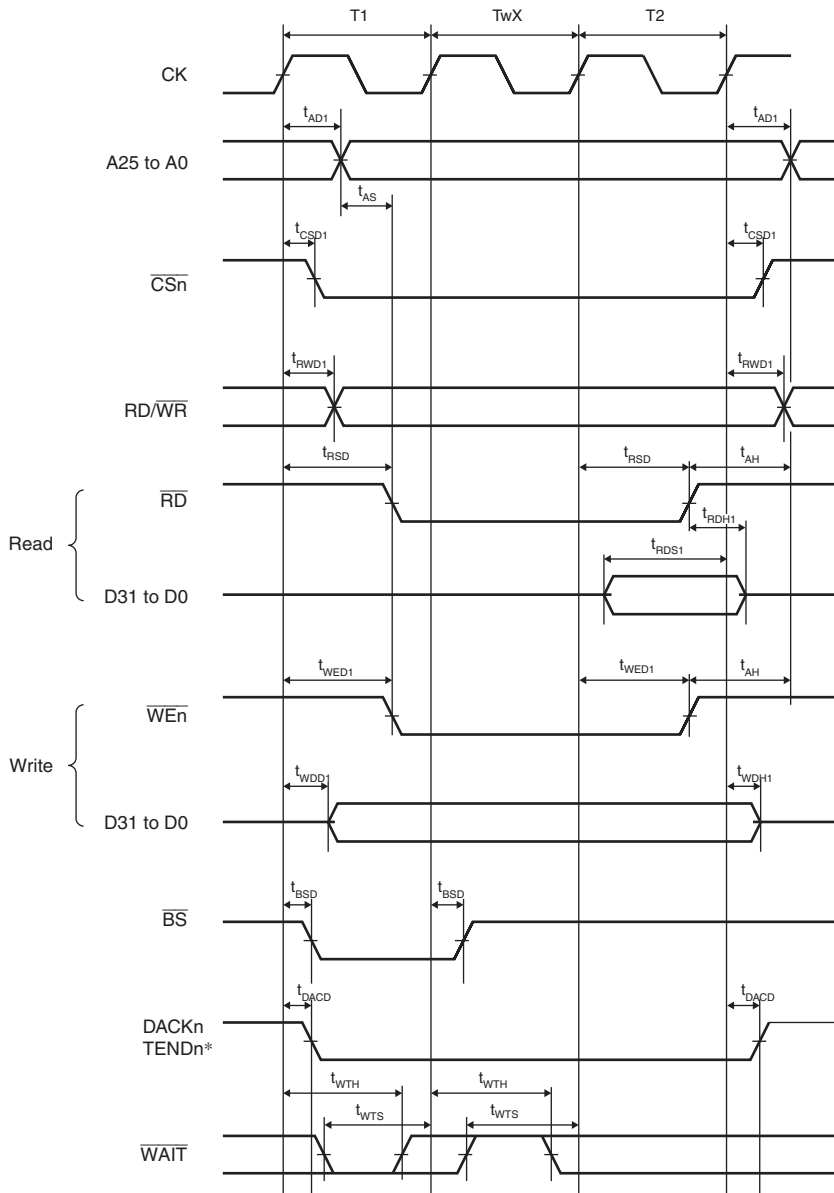 T1 TwX T2
CK
tAD1 tAD1
A25 to A0
tAS
tCSD1 tCSD1
CSn
tRWD1 tRWD1
RD/WR
tRSD tRSD tAH
RD
tRDH1
Read
tRDS1
D31 to D0
tWED1 tWED1 tAH
WEn
Write
tWDD1 tWDH1
D31 to D0
tBSD tBSD
BS
tDACD tDACD
DACKn
TENDn*
tWTH tWTH
tWTS tWTS
WAIT